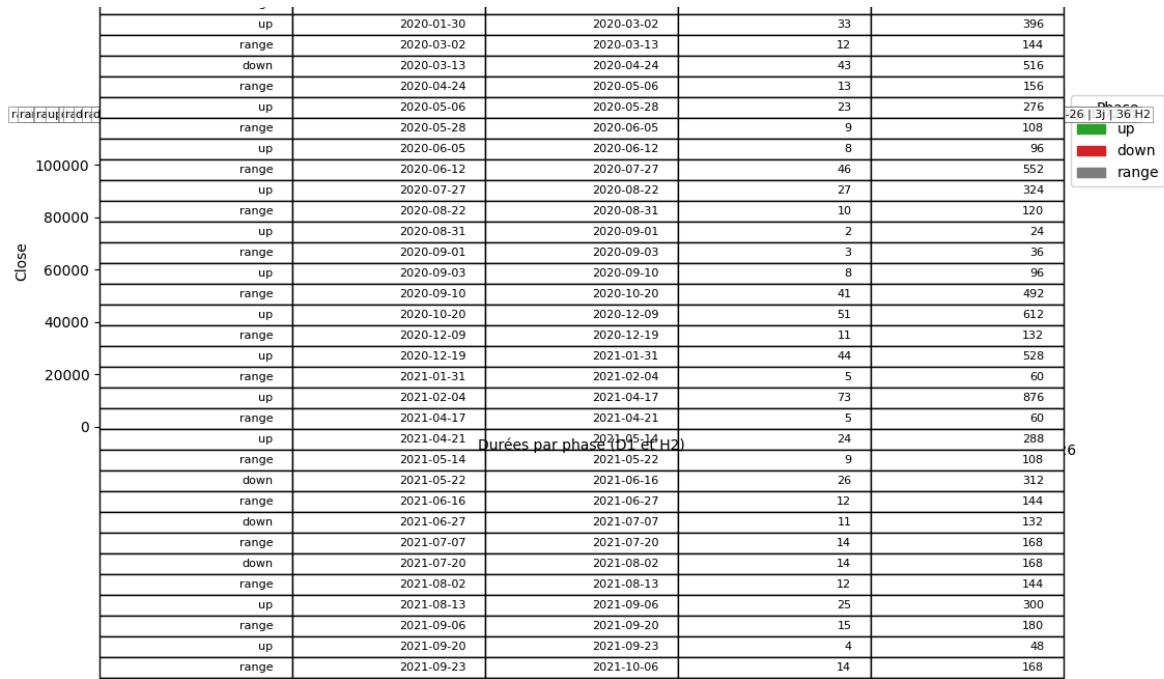 up 2020-01-30 2020-03-02 33 396
range 2020-03-02 2020-03-13 12 144
down 2020-03-13 2020-04-24 43 516
range 2020-04-24 2020-05-06 13 156
up 2020-05-06 2020-05-28 23 276
-26 | 3j | 36 H2
range 2020-05-28 2020-06-05 9 108
up 2020-06-05 2020-06-12 8 96
range 2020-06-12 2020-07-27 46 552
up 2020-07-27 2020-08-22 27 324
range 2020-08-22 2020-08-31 10 120
up 2020-08-31 2020-09-01 2 24
range 2020-09-01 2020-09-03 3 36
up 2020-09-03 2020-09-10 8 96
range 2020-09-10 2020-10-20 41 492
up 2020-10-20 2020-12-09 51 612
range 2020-12-09 2020-12-19 11 132
up 2020-12-19 2021-01-31 44 528
range 2021-01-31 2021-02-04 5 60
up 2021-02-04 2021-04-17 73 876
range 2021-04-17 2021-04-21 5 60
up 2021-04-21 2021-05-14 24 288
Durées par phase (D1 et H2)
range 2021-05-14 2021-05-22 9 108
down 2021-05-22 2021-06-16 26 312
range 2021-06-16 2021-06-27 12 144
down 2021-06-27 2021-07-07 11 132
range 2021-07-07 2021-07-20 14 168
down 2021-07-20 2021-08-02 14 168
range 2021-08-02 2021-08-13 12 144
up 2021-08-13 2021-09-06 25 300
range 2021-09-06 2021-09-20 15 180
up 2021-09-20 2021-09-23 4 48
range 2021-09-23 2021-10-06 14 168
Close
100000
80000
60000
40000
20000
0
Phase
up
down
range